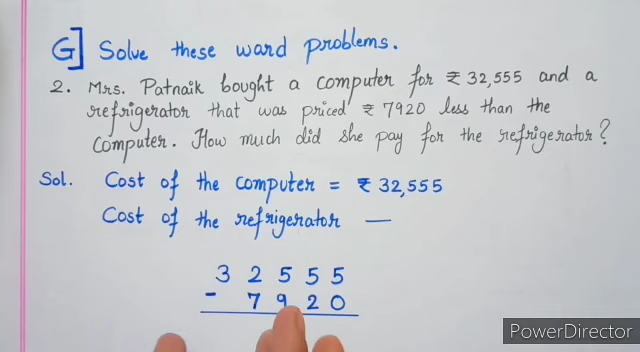 G] Solve these ward problems.
2. Mrs. Patnaik bought a computer for ₹ 32,555 and a
refrigerator that was priced ₹ 7920 less than the
computer. How much did she pay for the refrigerator?
Sol. Cost of the computer = ₹ 32,555
Cost of the refrigerator —
3 2 5 5 5
- 7 9 2 0
PowerDirector